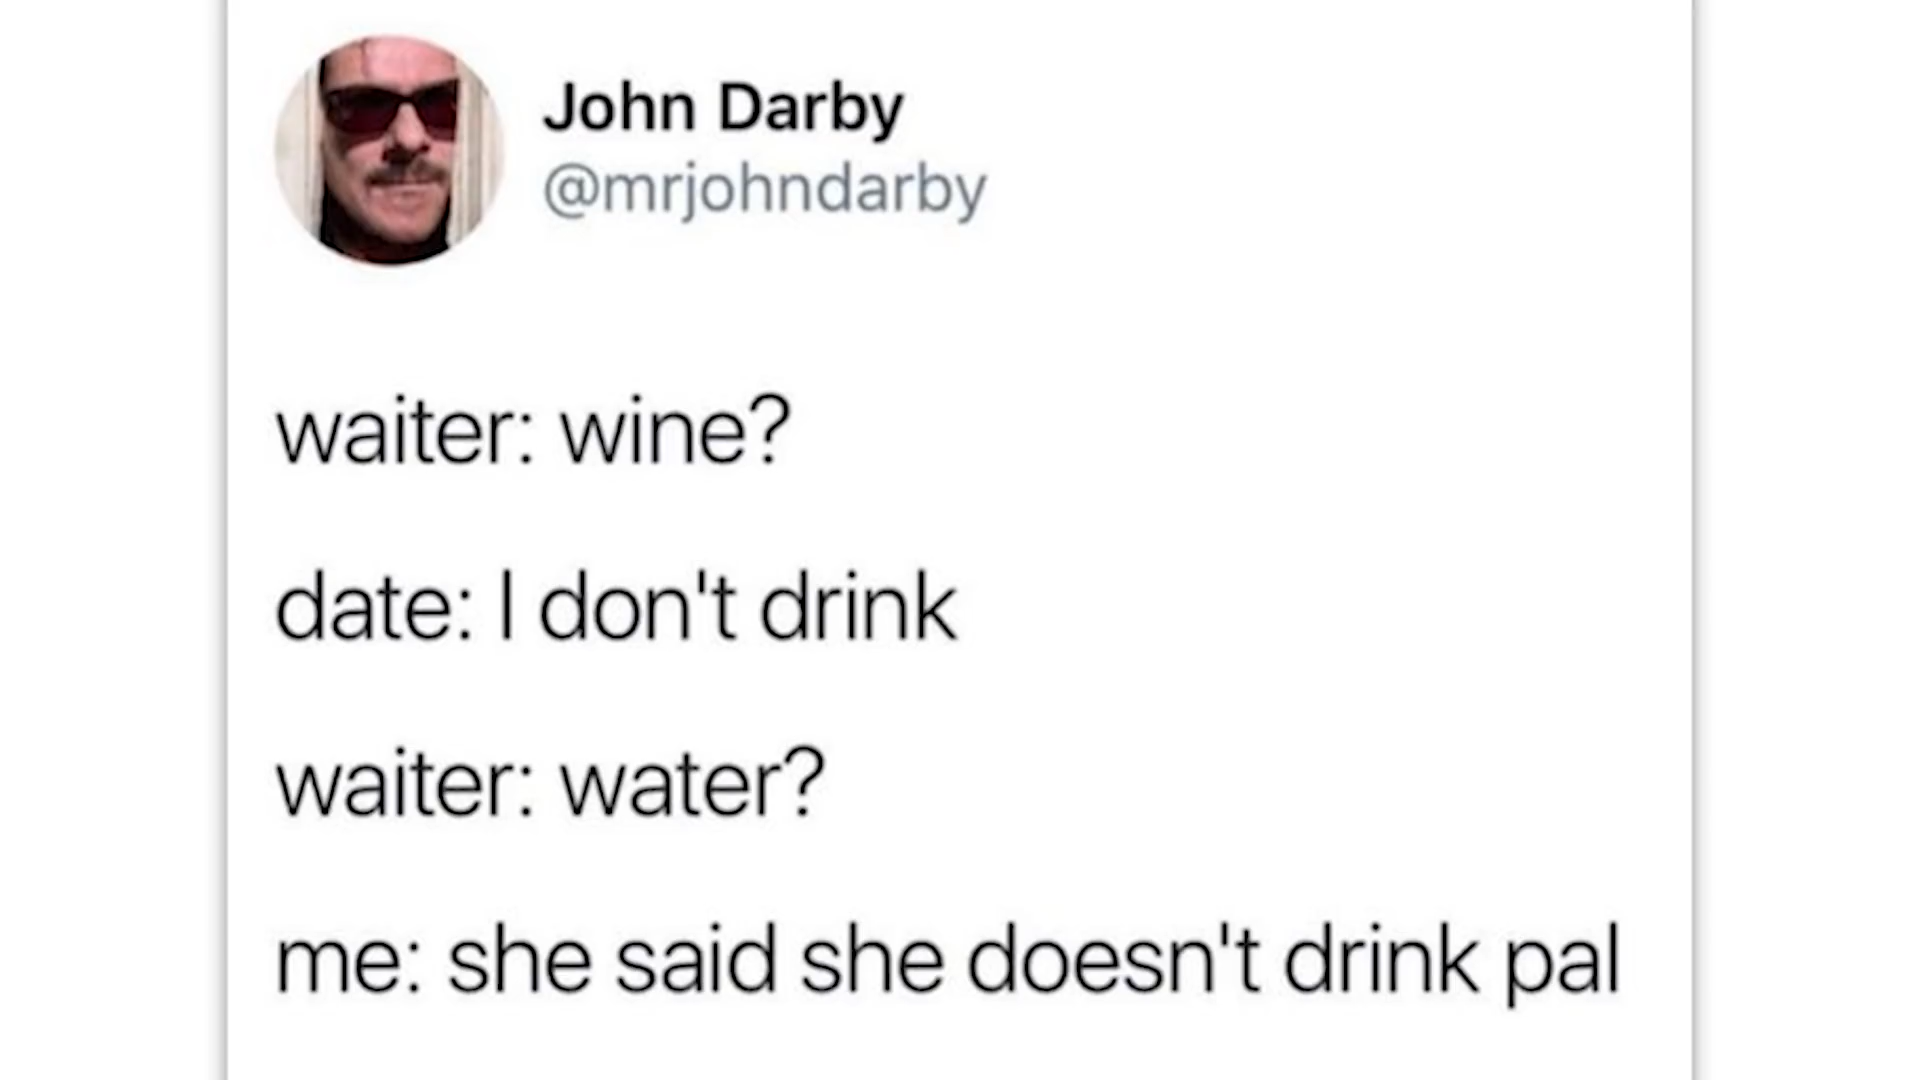 John Darby
@mrjohndarby
waiter: wine?
date: I don't drink
waiter: water?
me: she said she doesn't drink pal